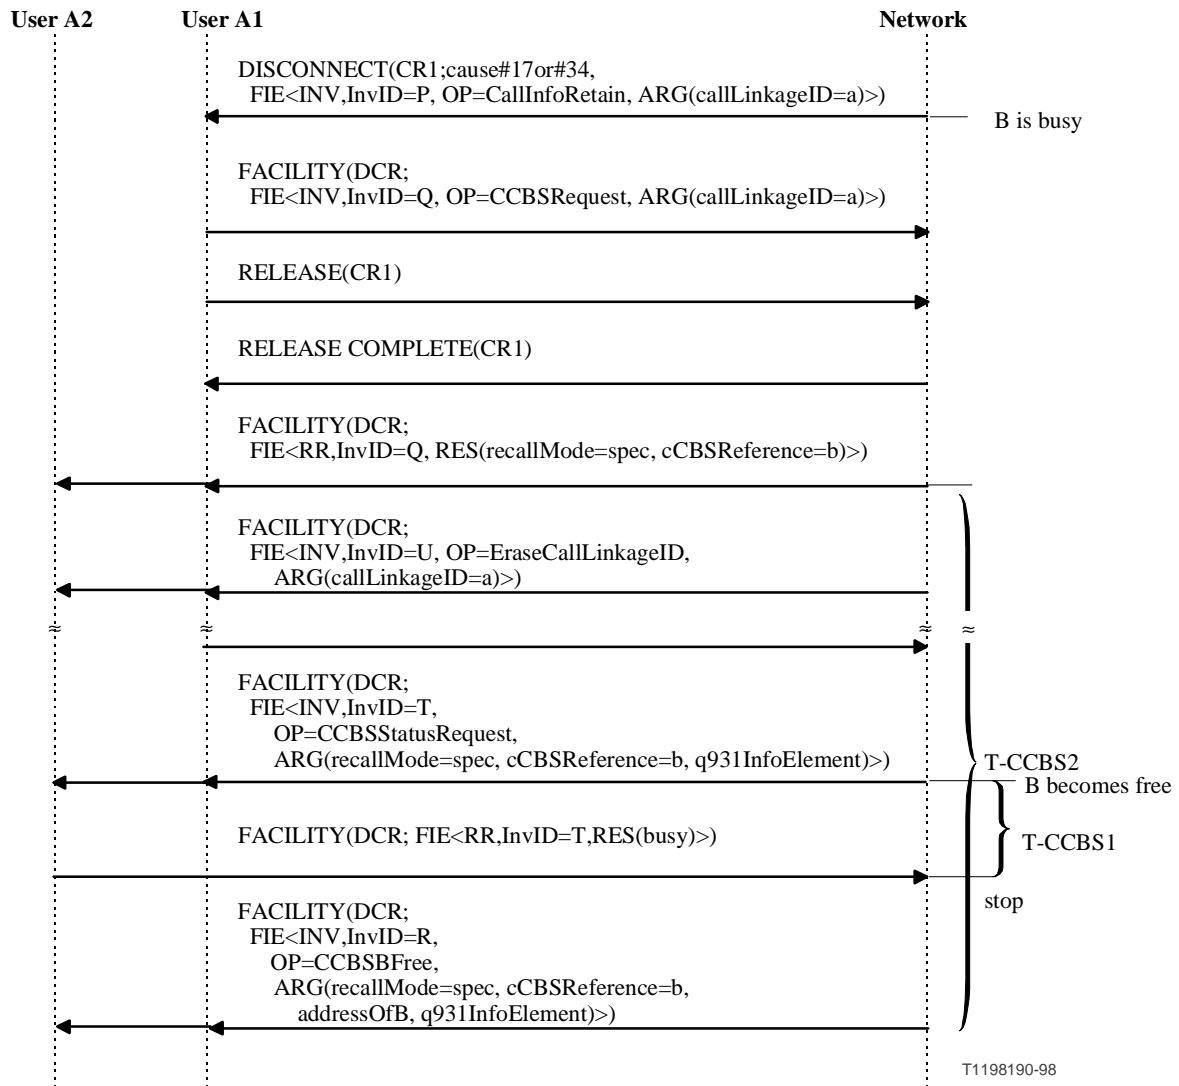 User A2 User A1 Network
DISCONNECT(CR1;cause#17or#34,
FIE<INV,InvID=P, OP=CallInfoRetain, ARG(callLinkageID=a)>)
B is busy
FACILITY(DCR;
FIE<INV,InvID=Q, OP=CCBSRequest, ARG(callLinkageID=a)>)
RELEASE(CR1)
RELEASE COMPLETE(CR1)
FACILITY(DCR;
FIE<RR,InvID=Q, RES(recallMode=spec, cCBSReference=b)>)
FACILITY(DCR;
FIE<INV,InvID=U, OP=EraseCallLinkageID,
ARG(callLinkageID=a)>)
≈ ≈ ≈ ≈
FACILITY(DCR;
FIE<INV,InvID=T,
OP=CCBSStatusRequest,
ARG(recallMode=spec, cCBSReference=b, q931InfoElement)>)
T-CCBS2
B becomes free
FACILITY(DCR; FIE<RR,InvID=T,RES(busy)>)
T-CCBS1
stop
FACILITY(DCR;
FIE<INV,InvID=R,
OP=CCBSBFree,
ARG(recallMode=spec, cCBSReference=b,
addressOfB, q931InfoElement)>)
T1198190-98